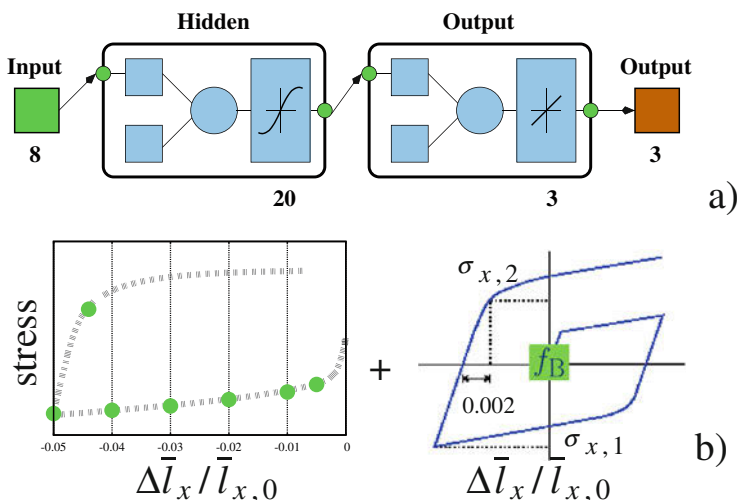 Hidden
Output
Input
Output
8
3
20
3
a)
stress
-0.05
-0.04
-0.03
-0.02
-0.01
0
Δl̄x/l̄x,0
+
σx,2
fB
0.002
σx,1
Δl̄x/l̄x,0
b)